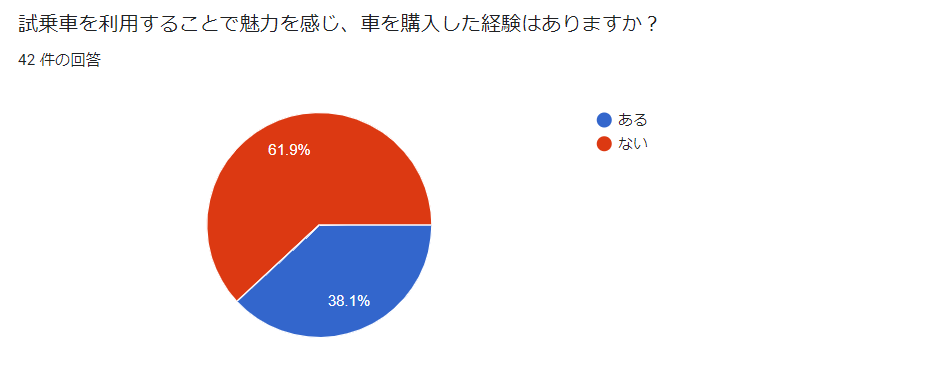 試乗車を利用することで魅力を感じ、車を購入した経験はありますか？
42 件の回答
ある
ない
61.9%
38.1%